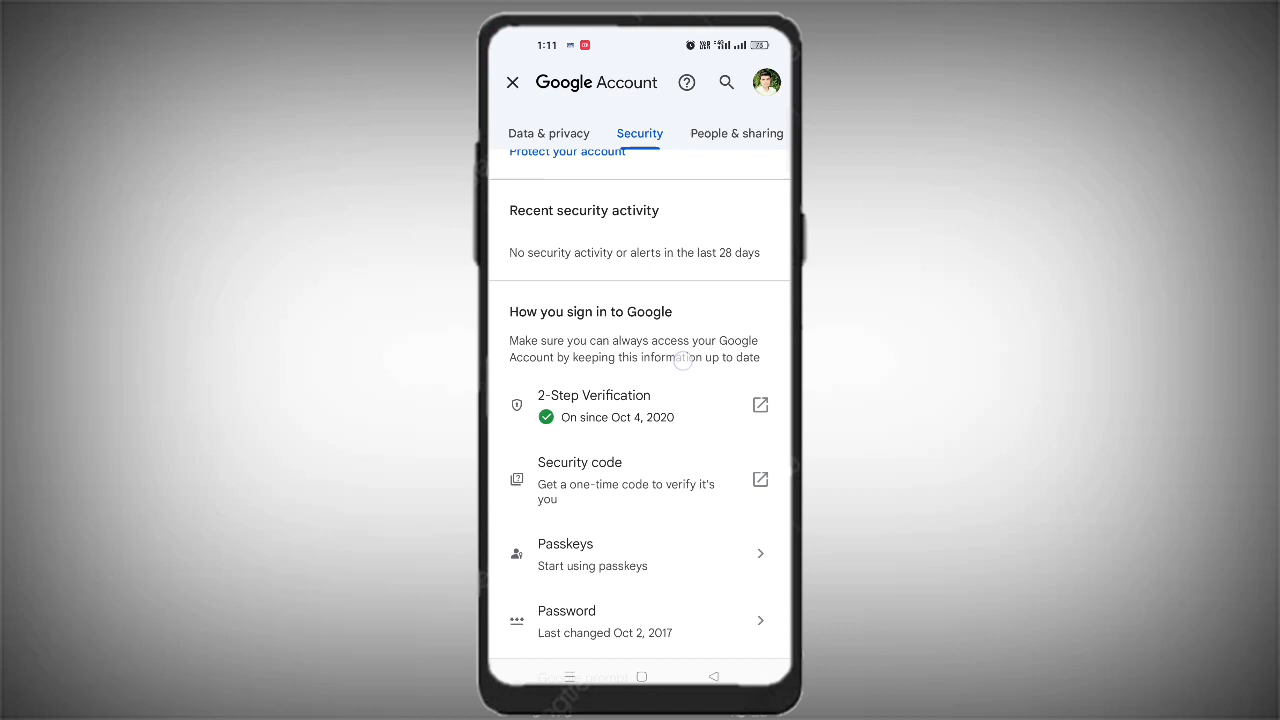 1:11
Google Account
Data & privacy Security People & sharing
Protect your account
Recent security activity
No security activity or alerts in the last 28 days
How you sign in to Google
Make sure you can always access your Google
Account by keeping this information up to date
2-Step Verification
On since Oct 4, 2020
Security code
Get a one-time code to verify it's
you
Passkeys
Start using passkeys
Password
Last changed Oct 2, 2017
Google prompt